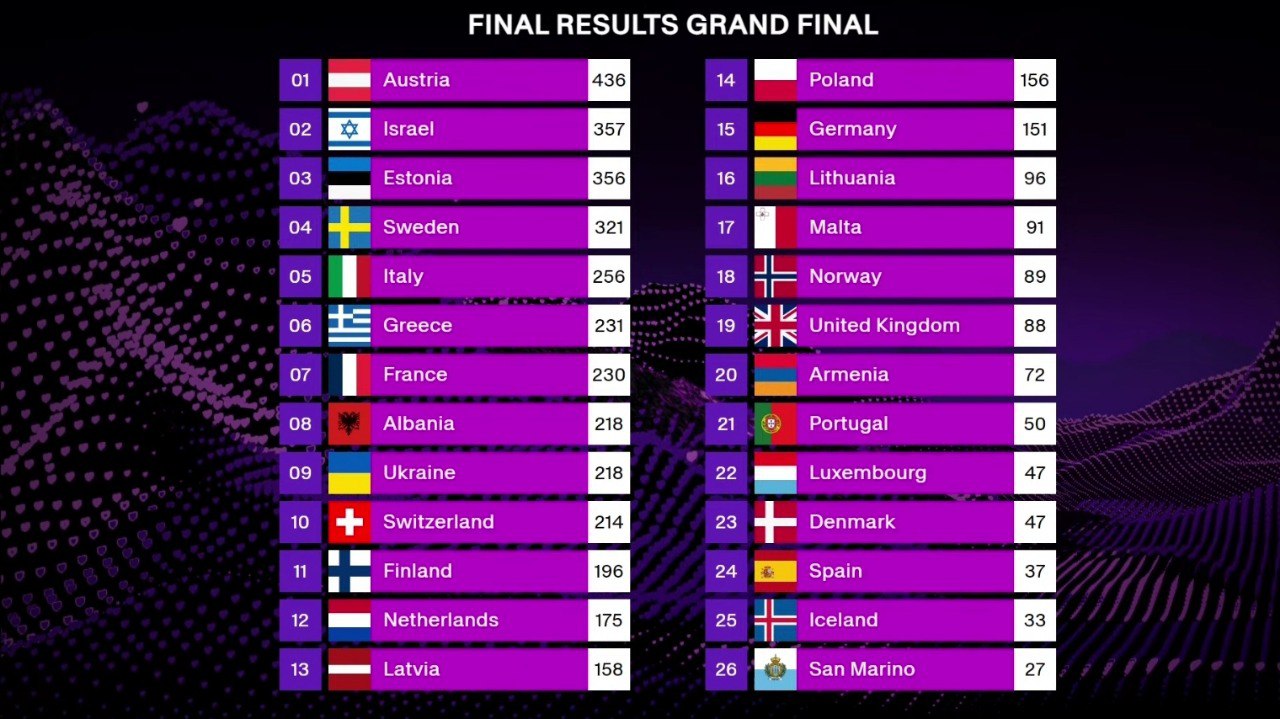 FINAL RESULTS GRAND FINAL
01 Austria 436
02 Israel 357
03 Estonia 356
04 Sweden 321
05 Italy 256
06 Greece 231
07 France 230
08 Albania 218
09 Ukraine 218
10 Switzerland 214
11 Finland 196
12 Netherlands 175
13 Latvia 158
14 Poland 156
15 Germany 151
16 Lithuania 96
17 Malta 91
18 Norway 89
19 United Kingdom 88
20 Armenia 72
21 Portugal 50
22 Luxembourg 47
23 Denmark 47
24 Spain 37
25 Iceland 33
26 San Marino 27